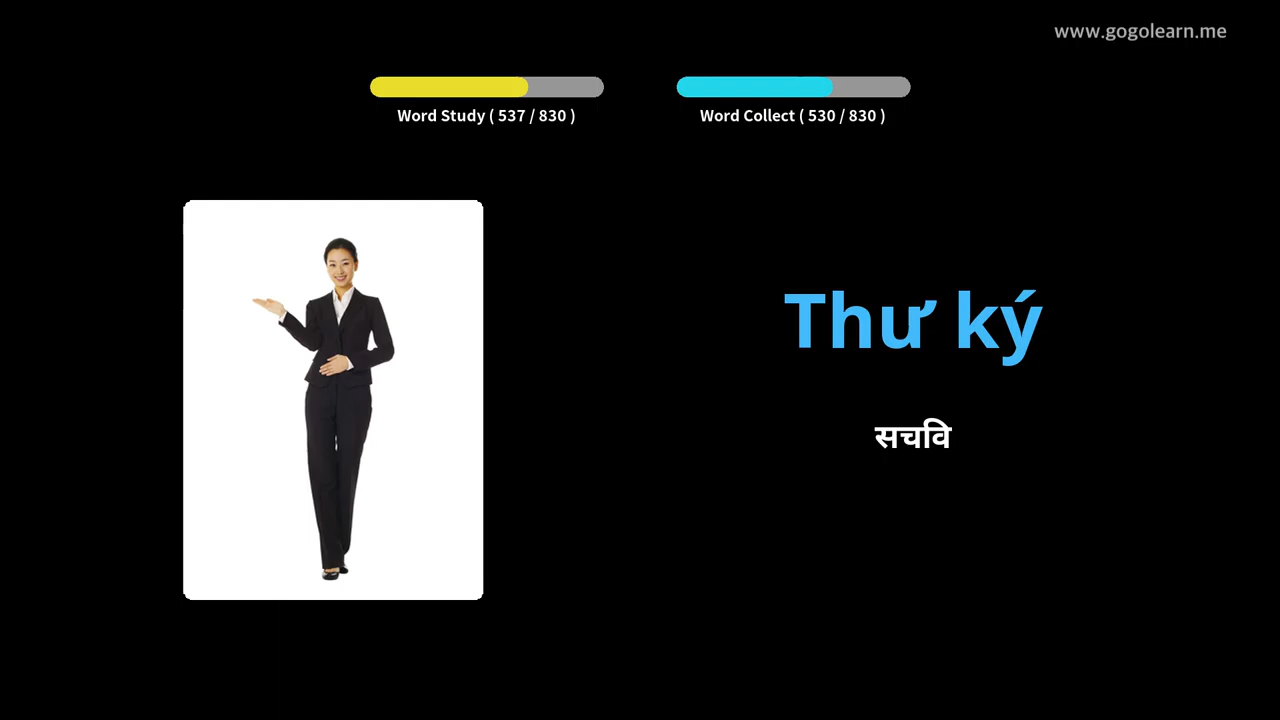 www.gogolearn.me
Word Study ( 537 / 830 )
Word Collect ( 530 / 830 )
Thư ký
सचवि